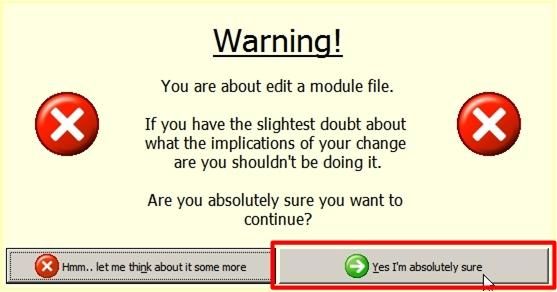 Warning!
You are about edit a module file.
If you have the slightest doubt about
what the implications of your change
are you shouldn't be doing it.
Are you absolutely sure you want to
continue?
Hmm.. let me think about it some more
Yes I'm absolutely sure